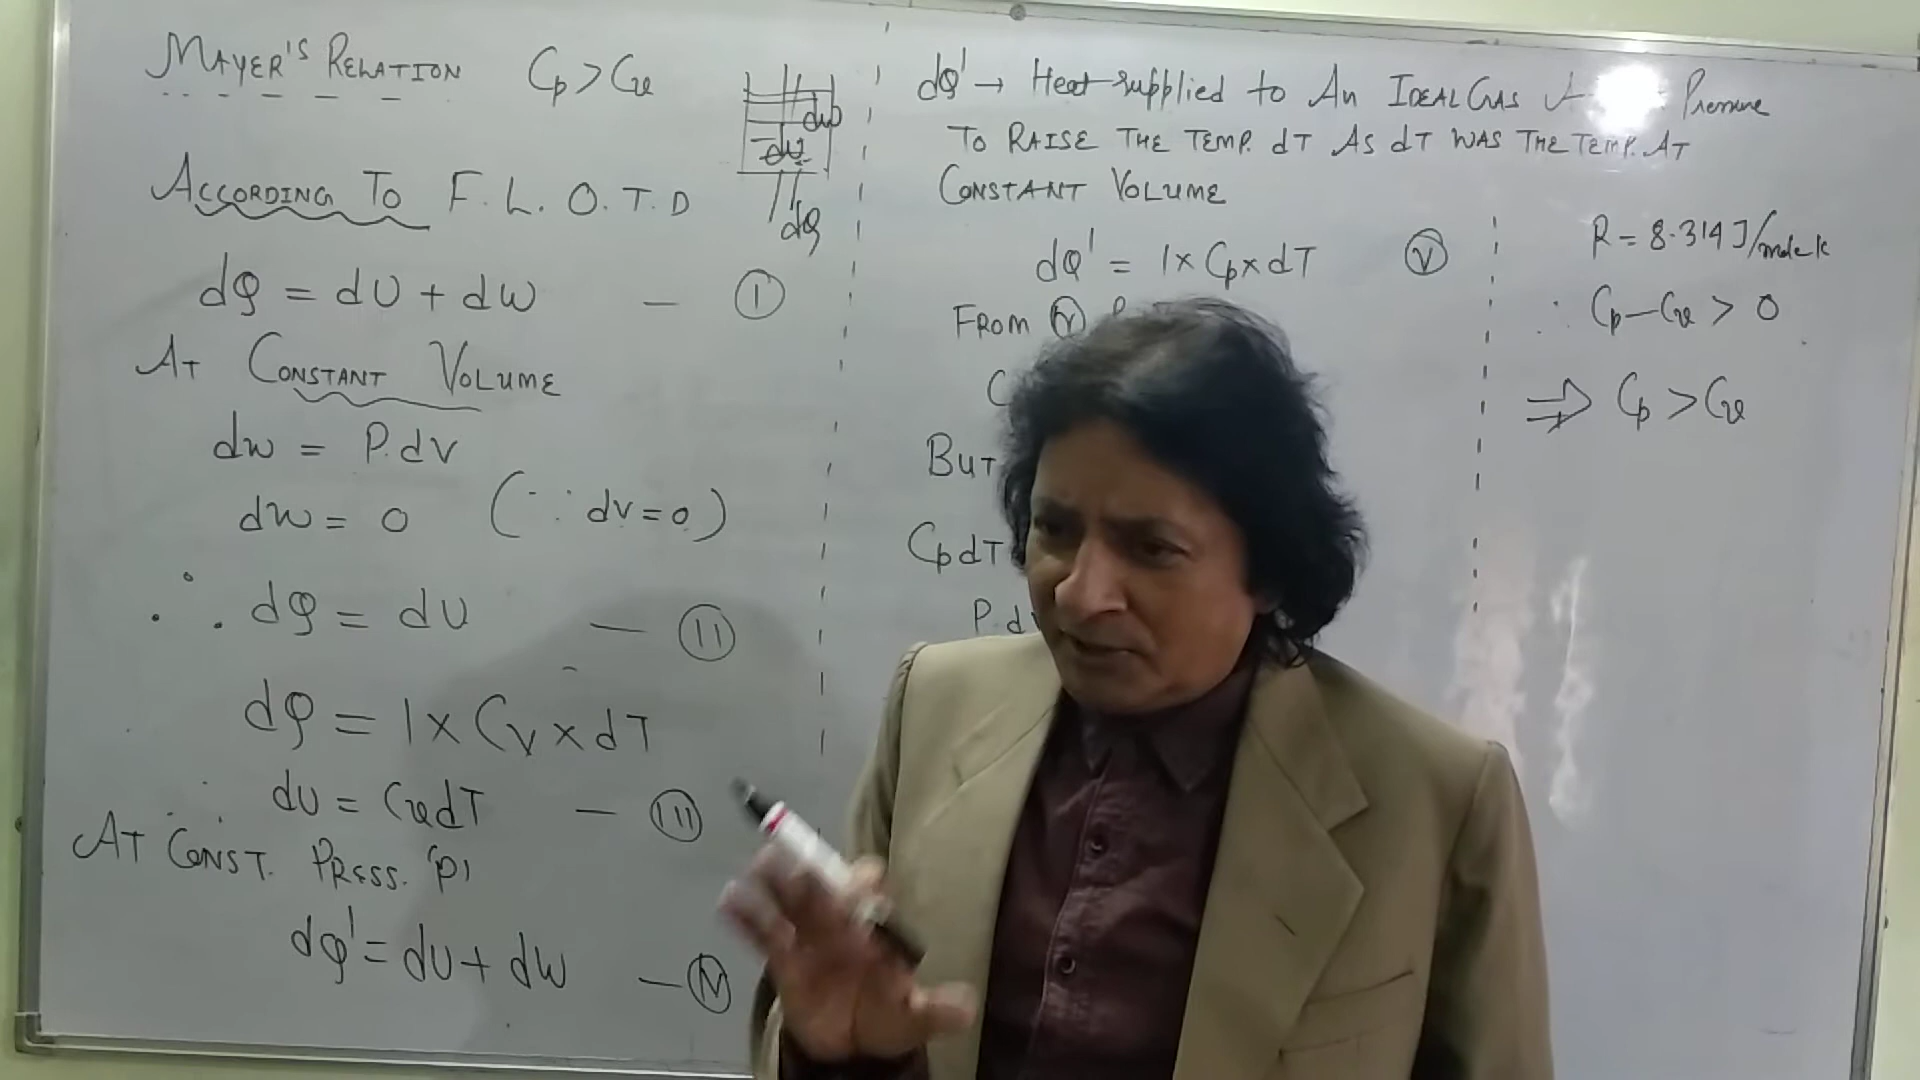 MAYER'S RELATION Cp > Cv
dw
dU
dQ
ACCORDING TO F.L.O.T.D
dQ = dU + dW — I
AT CONSTANT VOLUME
dw = P.dV
dw = 0 (∵ dv = 0)
∴ dQ = dU — II
dQ = 1 x Cv x dT
∴ dU = CvdT — III
AT CONST. PRESS. 'P'
dQ' = dU + dW — IV
dQ' → Heat supplied to An IDEAL GAS Pressure
TO RAISE THE TEMP. dT AS dT WAS THE TEMP. AT
CONSTANT VOLUME
dQ' = 1 x Cp x dT V
FROM V
C
BUT
CpdT
P.d
R = 8.314 J/mole k
∴ Cp – Cv > 0
⇒ Cp > Cv